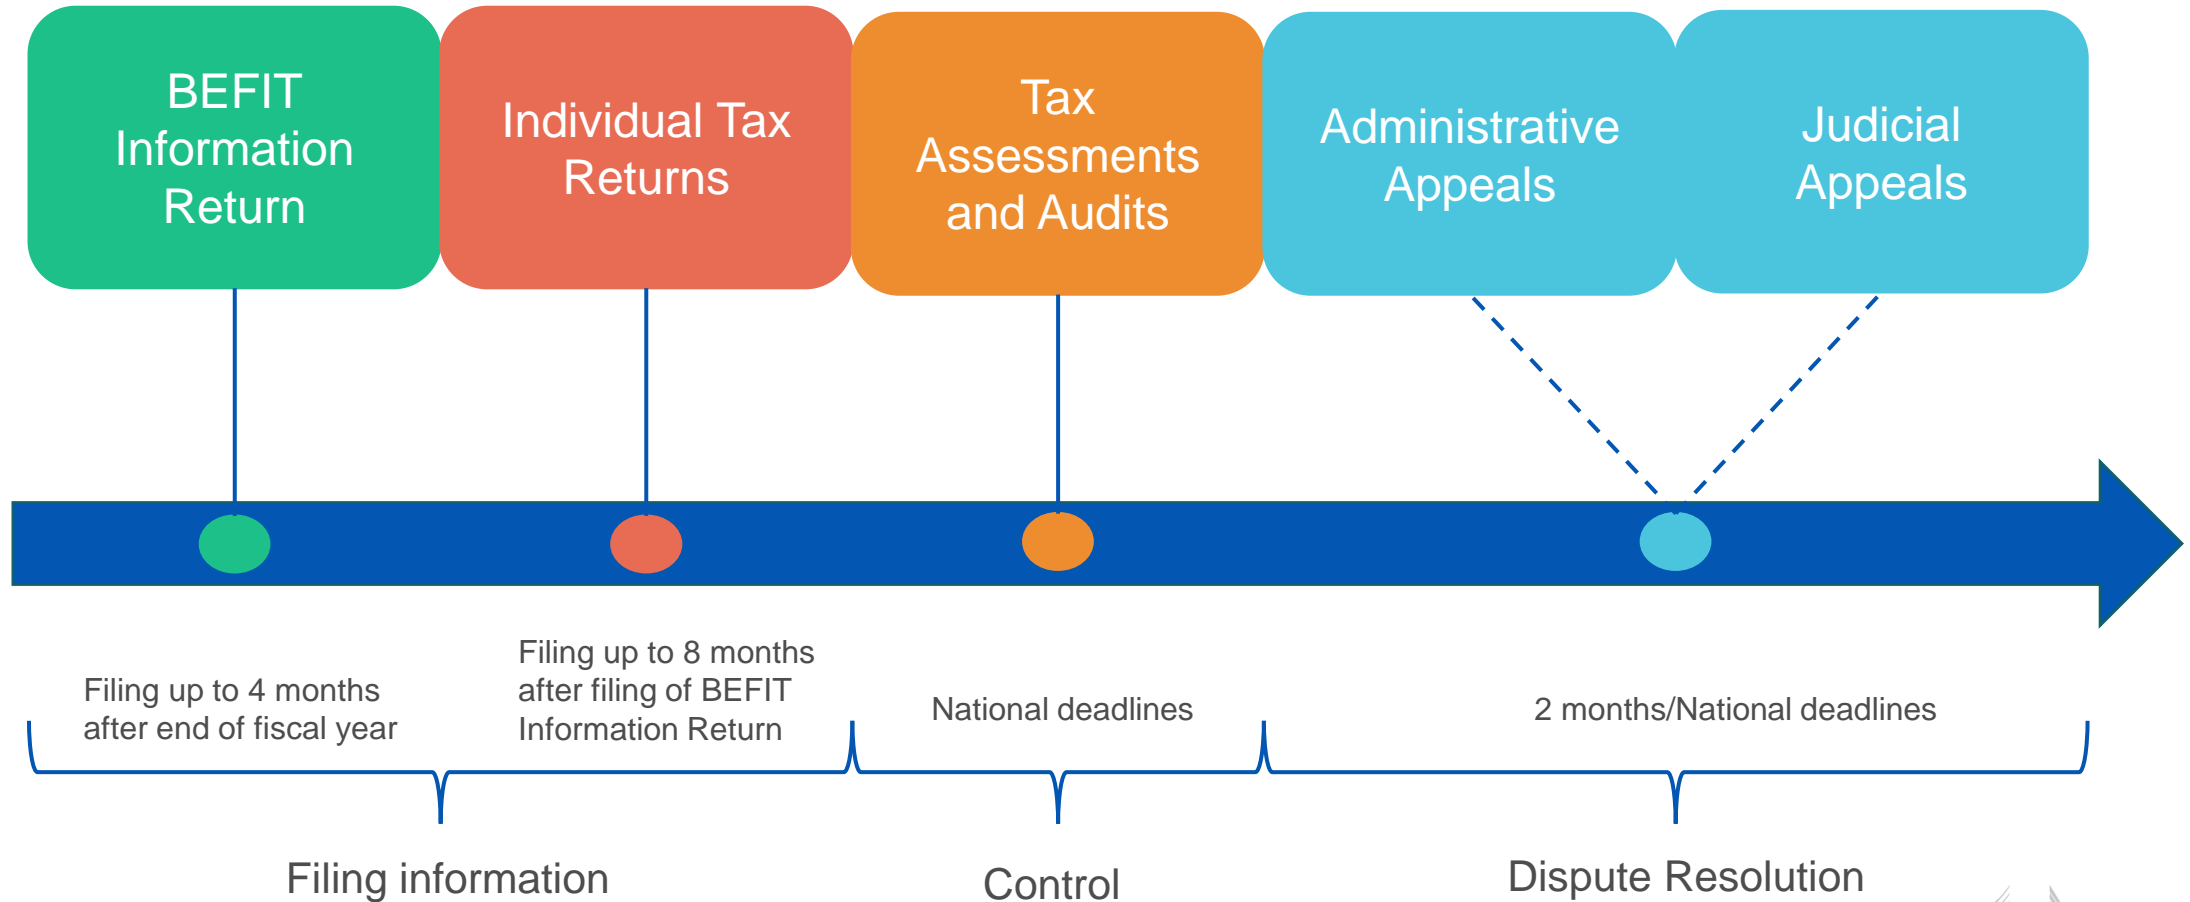 BEFIT
Information
Return
Individual Tax
Returns
Tax
Assessments
and Audits
Administrative
Appeals
Judicial
Appeals
Filing up to 4 months
after end of fiscal year
Filing up to 8 months
after filing of BEFIT
Information Return
National deadlines
2 months/National deadlines
Filing information
Control
Dispute Resolution